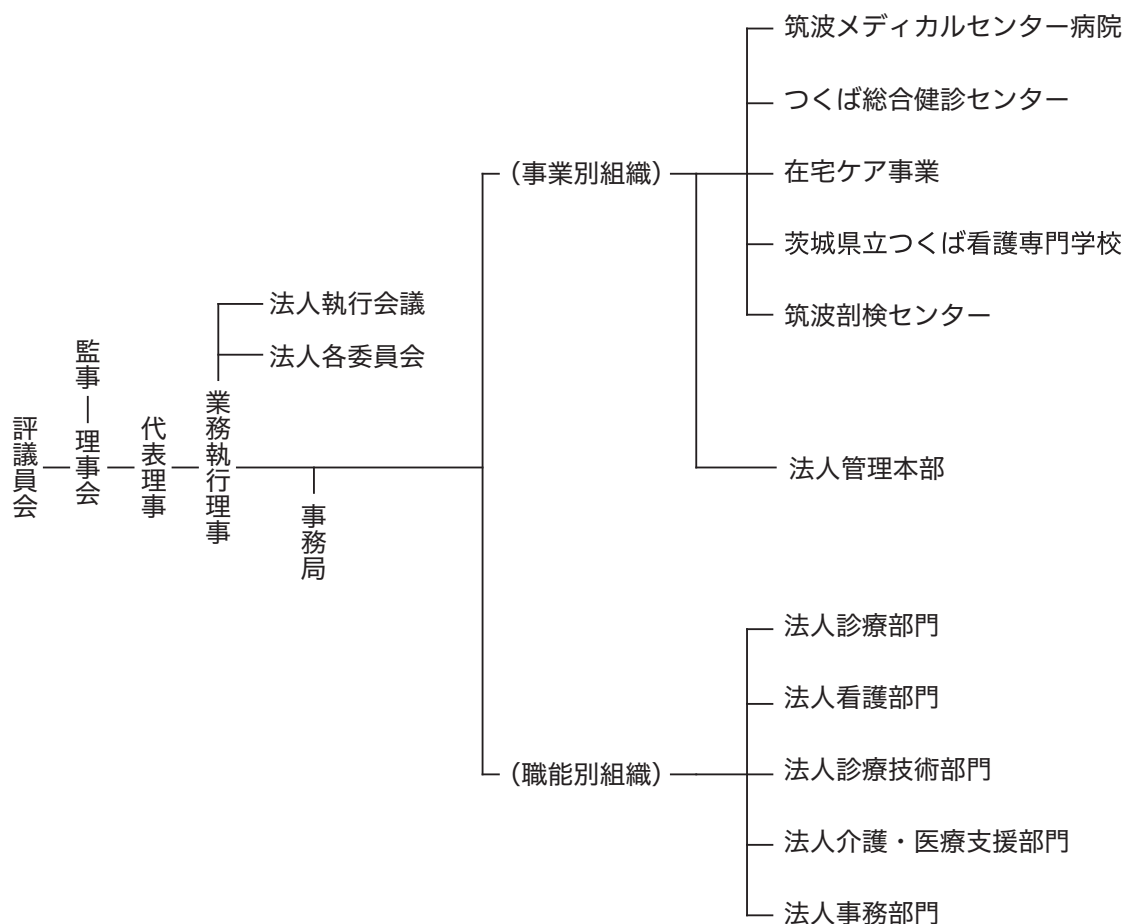 評議員会
監事
理事会
代表理事
業務執行理事
法人執行会議
法人各委員会
事務局
（事業別組織）
筑波メディカルセンター病院
つくば総合健診センター
在宅ケア事業
茨城県立つくば看護専門学校
筑波剖検センター
法人管理本部
（職能別組織）
法人診療部門
法人看護部門
法人診療技術部門
法人介護・医療支援部門
法人事務部門